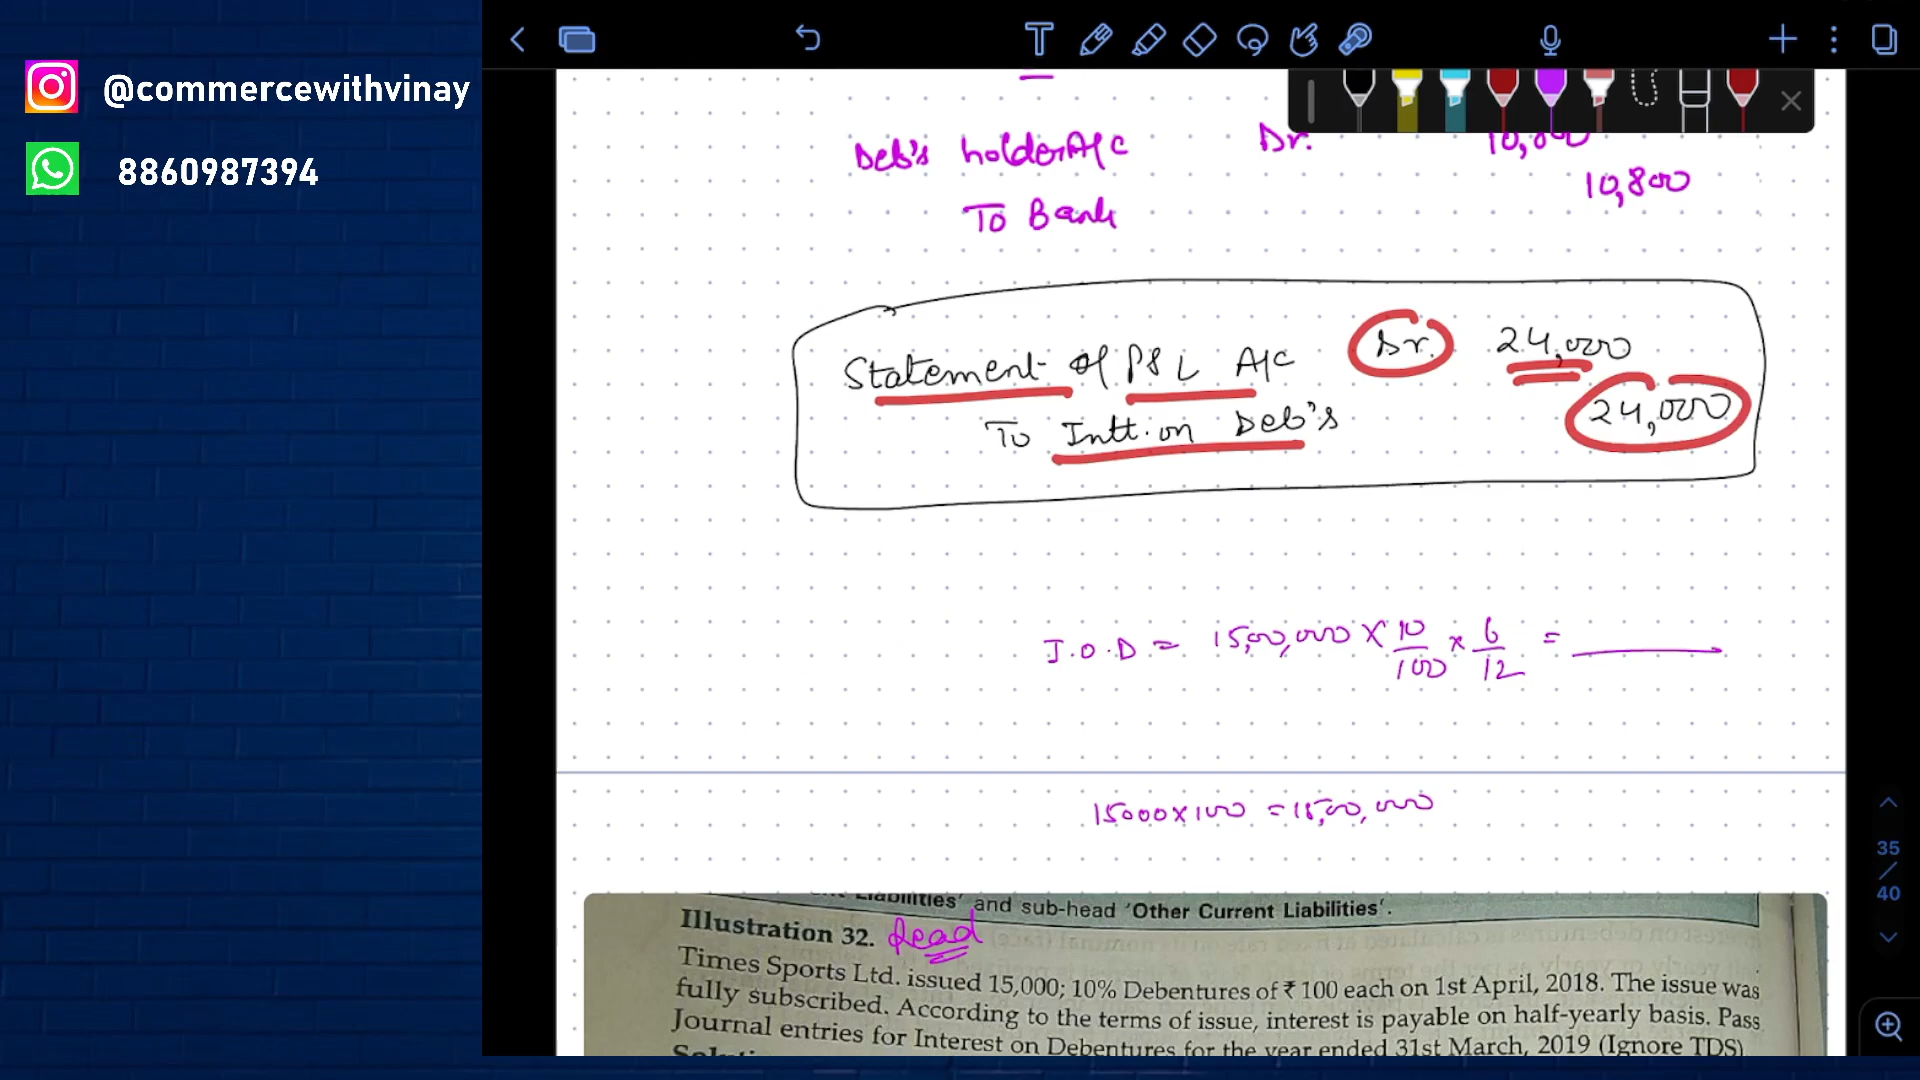 @commercewithvinay
8860987394
Deb's holder A/c Dr. 10,800
To Bank 10,800
Statement of P&L A/c Dr. 24,000
To Intt. on Deb's 24,000
I.O.D = 15,00,000 × 10/100 × 6/12 =
15000×100 = 15,00,000
Liabilities' and sub-head 'Other Current Liabilities'.
Illustration 32. Read
Times Sports Ltd. issued 15,000; 10% Debentures of ₹ 100 each on 1st April, 2018. The issue was
fully subscribed. According to the terms of issue, interest is payable on half-yearly basis. Pass
Journal entries for Interest on Debentures for the year ended 31st March, 2019 (Ignore TDS)
35
/
40